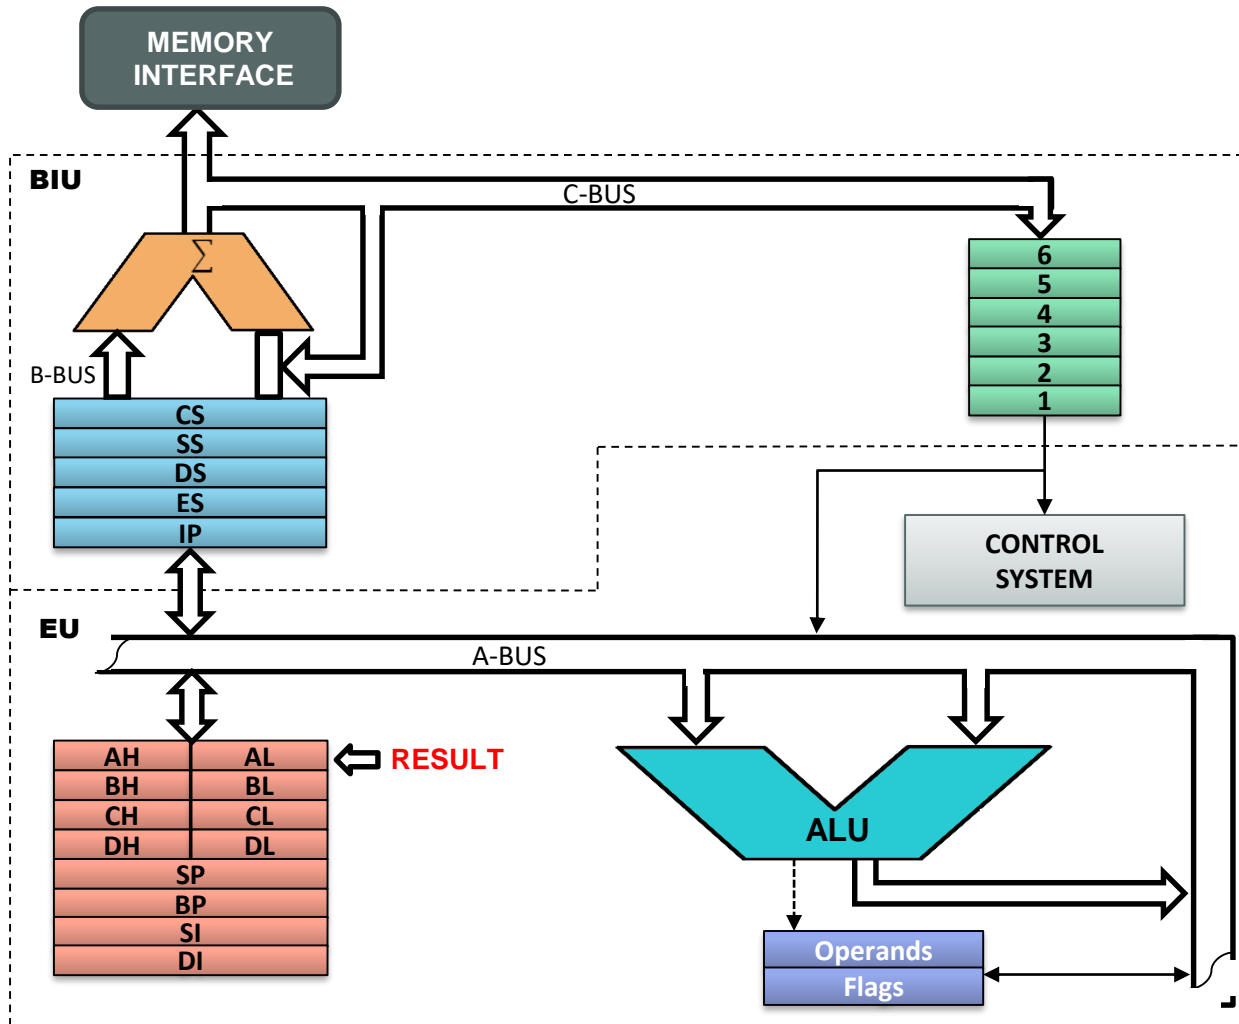 MEMORY
INTERFACE
BIU
C-BUS
Σ
6
5
4
3
2
1
B-BUS
CS
SS
DS
ES
IP
CONTROL
SYSTEM
EU
A-BUS
AH AL
RESULT
BH BL
CH CL
DH DL
SP
BP
SI
DI
ALU
Operands
Flags